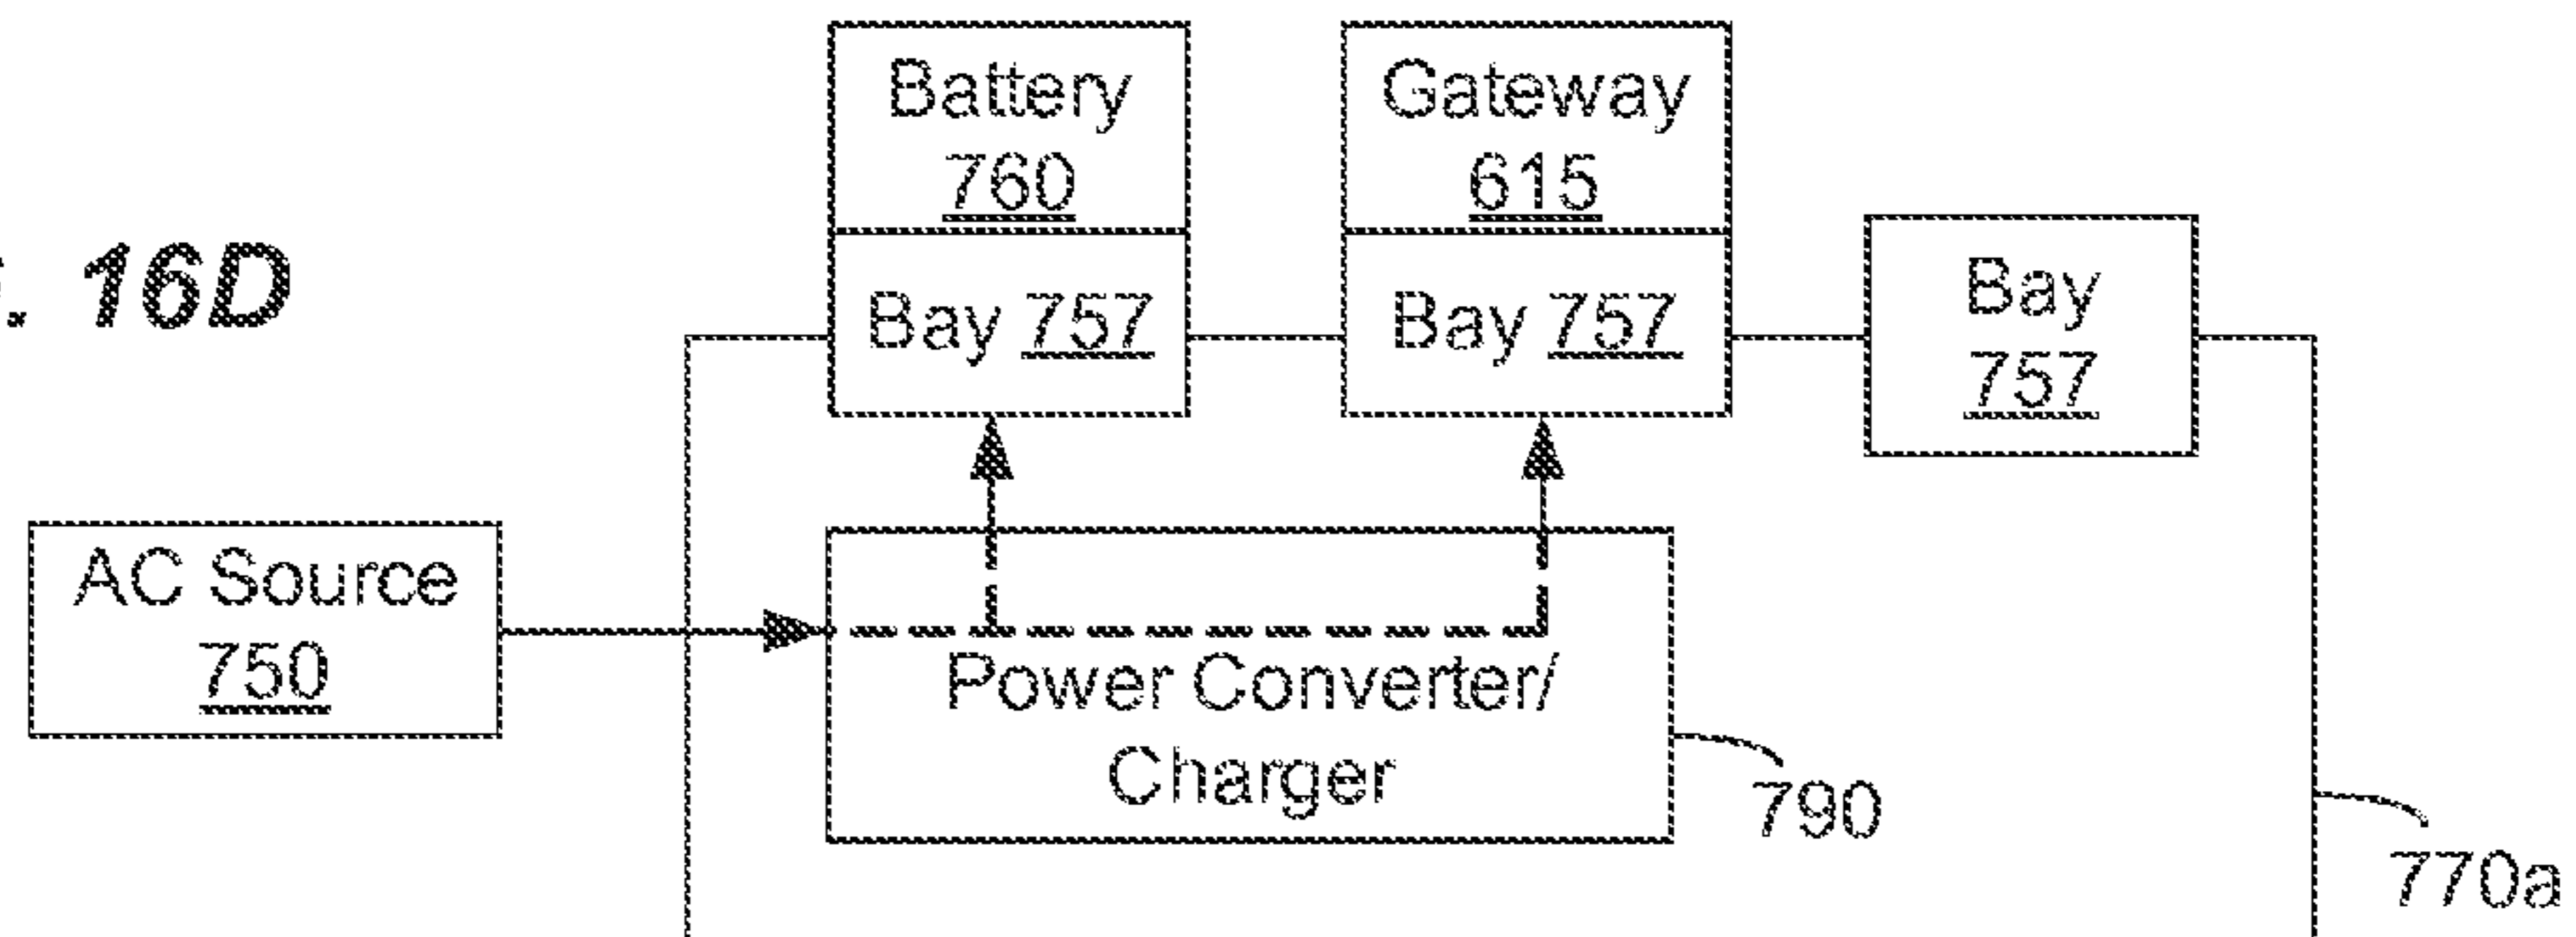 . 16D
Battery
760
Bay 757
Gateway
615
Bay 757
Bay
757
AC Source
750
Power Converter/
Charger
790
770a